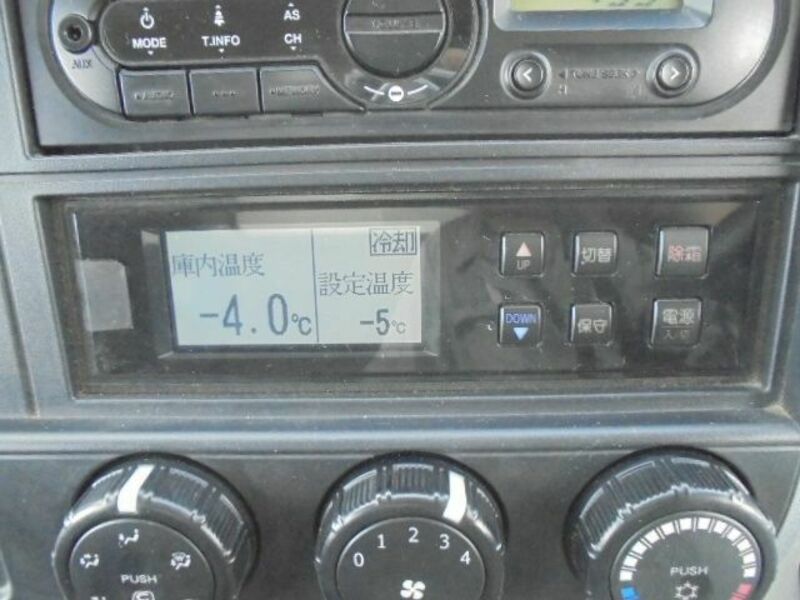 MODE
T.INFO
AS
CH
AUX
庫内温度
-4.0℃
冷却
設定温度
-5℃
UP
切替
除霜
DOWN
保守
電源
入/切
0 1 2 3 4
PUSH
PUSH